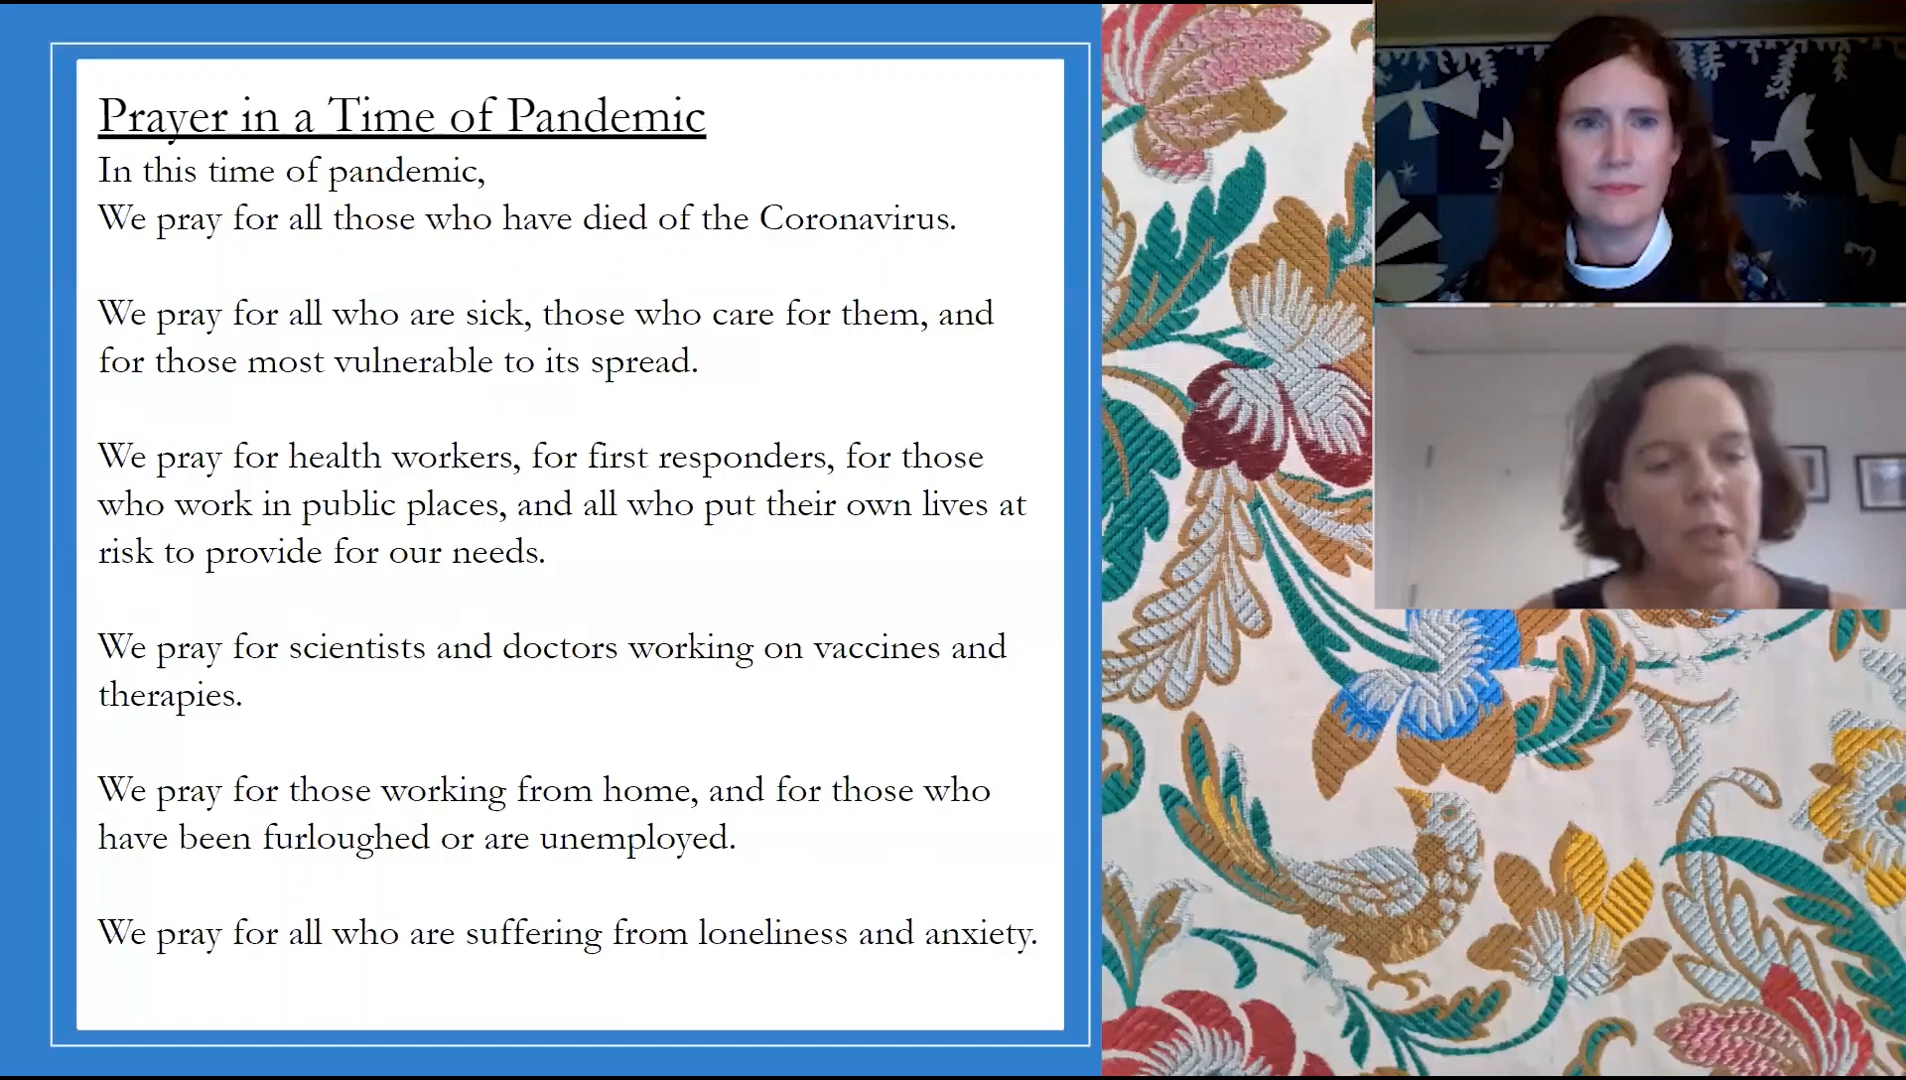 Prayer in a Time of Pandemic
In this time of pandemic,
We pray for all those who have died of the Coronavirus.
We pray for all who are sick, those who care for them, and
for those most vulnerable to its spread.
We pray for health workers, for first responders, for those
who work in public places, and all who put their own lives at
risk to provide for our needs.
We pray for scientists and doctors working on vaccines and
therapies.
We pray for those working from home, and for those who
have been furloughed or are unemployed.
We pray for all who are suffering from loneliness and anxiety.